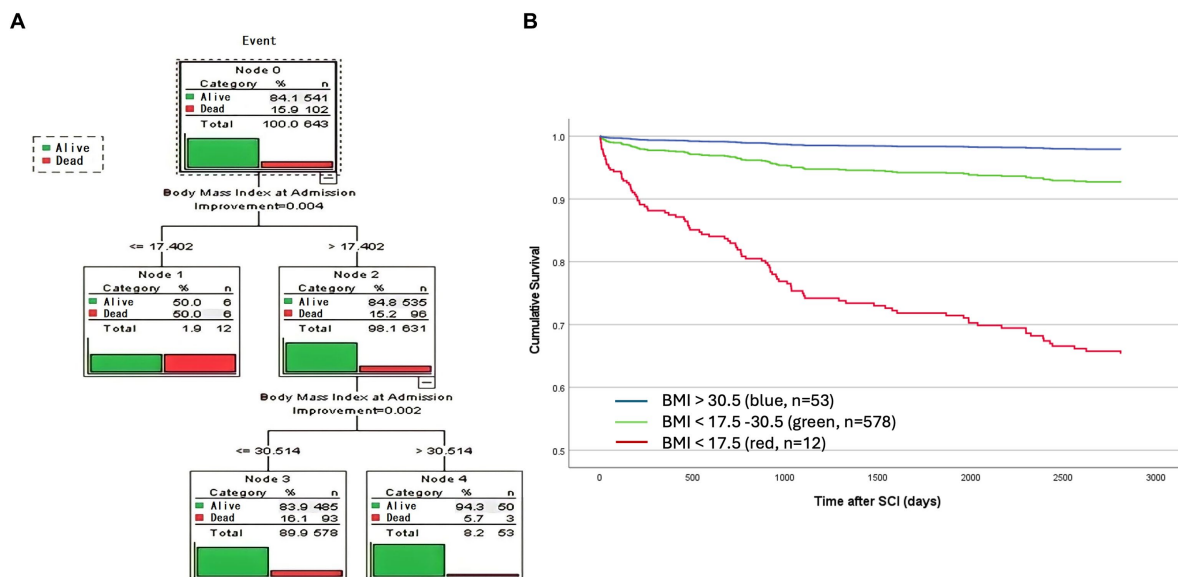 A
Event
Node 0
Category % n
Alive 84.1 541
Dead 15.9 102
Total 100.0 643
Alive
Dead
Body Mass Index at Admission
Improvement=0.004
<= 17.402
> 17.402
Node 1
Category % n
Alive 50.0 6
Dead 50.0 6
Total 1.9 12
Node 2
Category % n
Alive 84.8 535
Dead 15.2 96
Total 98.1 631
Body Mass Index at Admission
Improvement=0.002
<= 30.514
> 30.514
Node 3
Category % n
Alive 83.9 485
Dead 16.1 93
Total 89.9 578
Node 4
Category % n
Alive 94.3 50
Dead 5.7 3
Total 8.2 53
B
Cumulative Survival
1.0
0.9
0.8
0.7
0.6
0.5
BMI > 30.5 (blue, n=53)
BMI < 17.5 -30.5 (green, n=578)
BMI < 17.5 (red, n=12)
0 500 1000 1500 2000 2500 3000
Time after SCI (days)